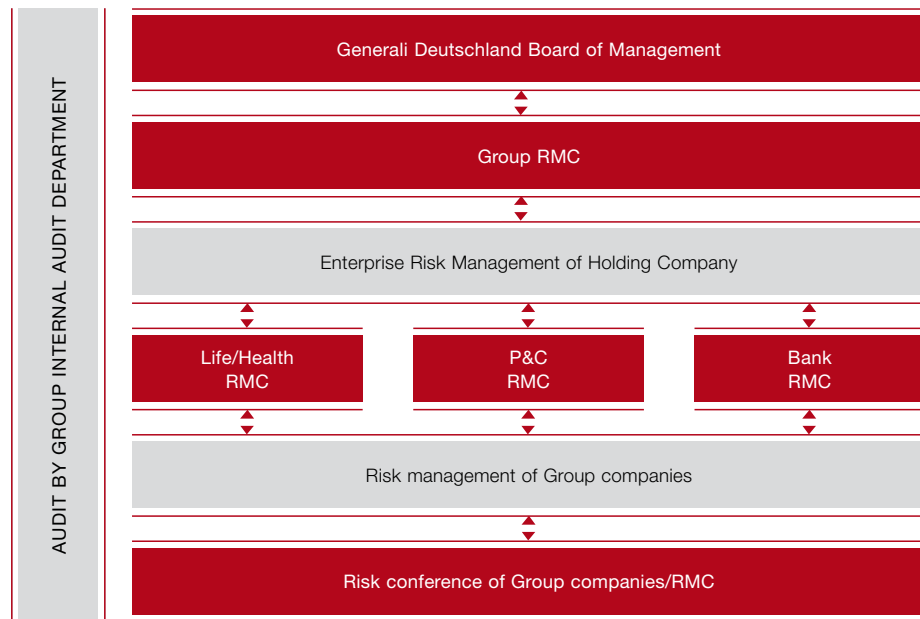 AUDIT BY GROUP INTERNAL AUDIT DEPARTMENT
Generali Deutschland Board of Management
Group RMC
Enterprise Risk Management of Holding Company
Life/Health
RMC
P&C
RMC
Bank
RMC
Risk management of Group companies
Risk conference of Group companies/RMC